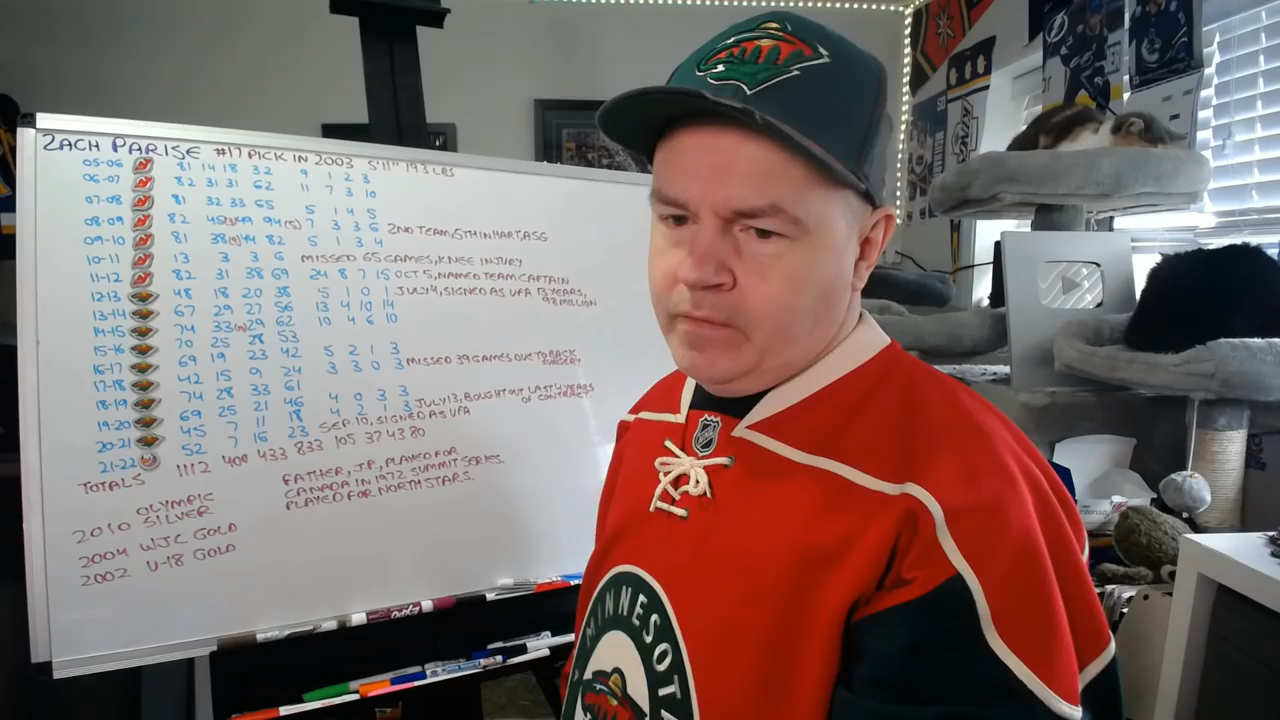 ZACH PARISE #17 PICK IN 2003 5'11" 193 LBS
05-06 81 14 18 32 9 1 2 3
06-07 82 31 31 62 11 7 3 10
07-08 81 32 33 65 5 1 4 5
08-09 82 45(3)49 94(5) 7 3 3 6 2ND TEAM, 5TH IN HART, ASG
09-10 81 38(9)44 82 5 1 3 4
10-11 13 3 3 6 MISSED 65 GAMES, KNEE INJURY
11-12 82 31 38 69 24 8 7 15 OCT 5, NAMED TEAM CAPTAIN
12-13 48 18 20 38 5 1 0 1 JULY 4, SIGNED AS UFA 13 YEARS,
98 MILLION
13-14 67 29 27 56 13 4 10 14
14-15 74 33 29 62 10 4 6 10
15-16 70 25 28 53
16-17 69 19 23 42 5 2 1 3
17-18 42 15 9 24 3 3 0 3 MISSED 39 GAMES DUE TO BACK
SURGERY
18-19 74 28 33 61
19-20 69 25 21 46 4 0 3 3
20-21 45 7 11 18 4 2 1 3 JULY 13, BOUGHT OUT LAST 4 YEARS
OF CONTRACT.
21-22 52 7 16 23 SEP. 10, SIGNED AS UFA
TOTALS 1112 400 433 833 105 37 43 80
FATHER, J.P., PLAYED FOR
CANADA IN 1972 SUMMIT SERIES.
PLAYED FOR NORTH STARS.
2010 OLYMPIC
SILVER
2004 WJC GOLD
2002 U-18 GOLD
EXPO
NHL
MINNESOTA
KINGS